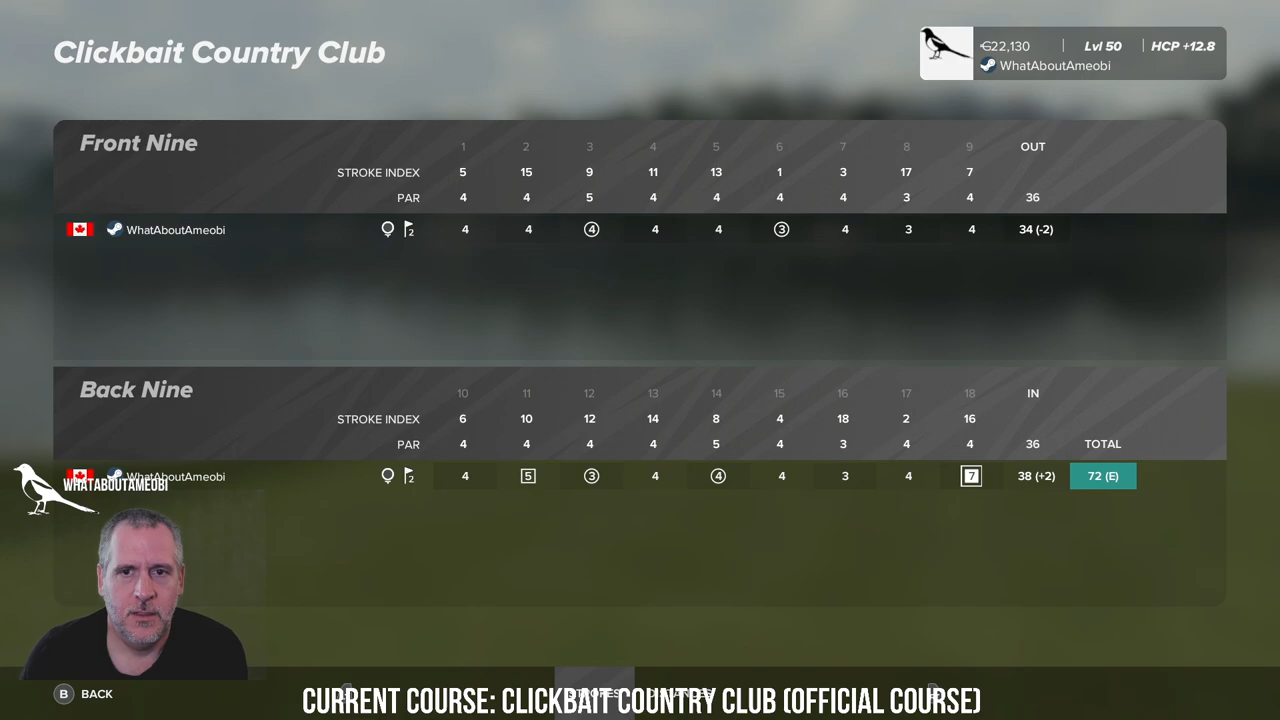 Clickbait Country Club
G22,130 | Lvl 50 | HCP +12.8
WhatAboutAmeobi
Front Nine
1 2 3 4 5 6 7 8 9 OUT
STROKE INDEX 5 15 9 11 13 1 3 17 7
PAR 4 4 5 4 4 4 4 3 4 36
WhatAboutAmeobi 2 4 4 4 4 4 3 4 3 4 34 (-2)
Back Nine
10 11 12 13 14 15 16 17 18 IN
STROKE INDEX 6 10 12 14 8 4 18 2 16
PAR 4 4 4 4 5 4 3 4 4 36 TOTAL
WhatAboutAmeobi 2 4 5 3 4 4 4 3 4 7 38 (+2) 72 (E)
WHATABOUTAMEOBI
B BACK
CURRENT COURSE: CLICKBAIT COUNTRY CLUB (OFFICIAL COURSE)